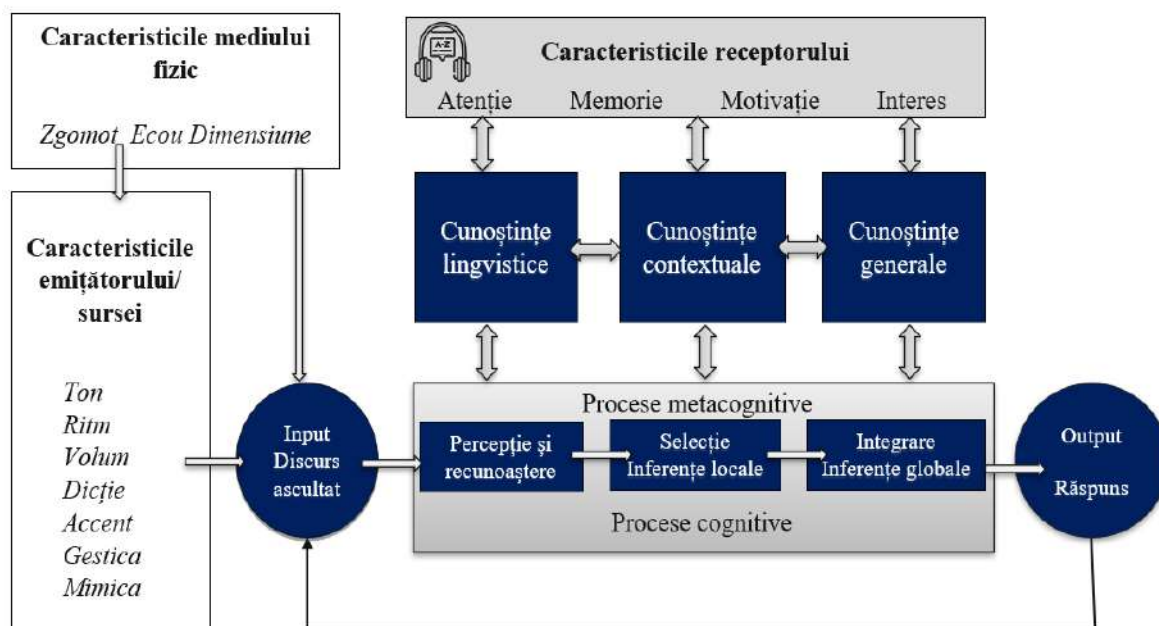 Caracteristicile mediului
fizic
Zgomot Ecou Dimensiune
Caracteristicile
emițătorului/
sursei
Ton
Ritm
Volum
Dicție
Accent
Gestica
Mimica
A-Z
Caracteristicile receptorului
Atenție Memorie Motivație Interes
Cunoștințe
lingvistice
Cunoștințe
contextuale
Cunoștințe
generale
Input
Discurs
ascultat
Procese metacognitive
Percepție și
recunoaștere
Selecție
Inferențe locale
Integrare
Inferențe globale
Procese cognitive
Output
Răspuns